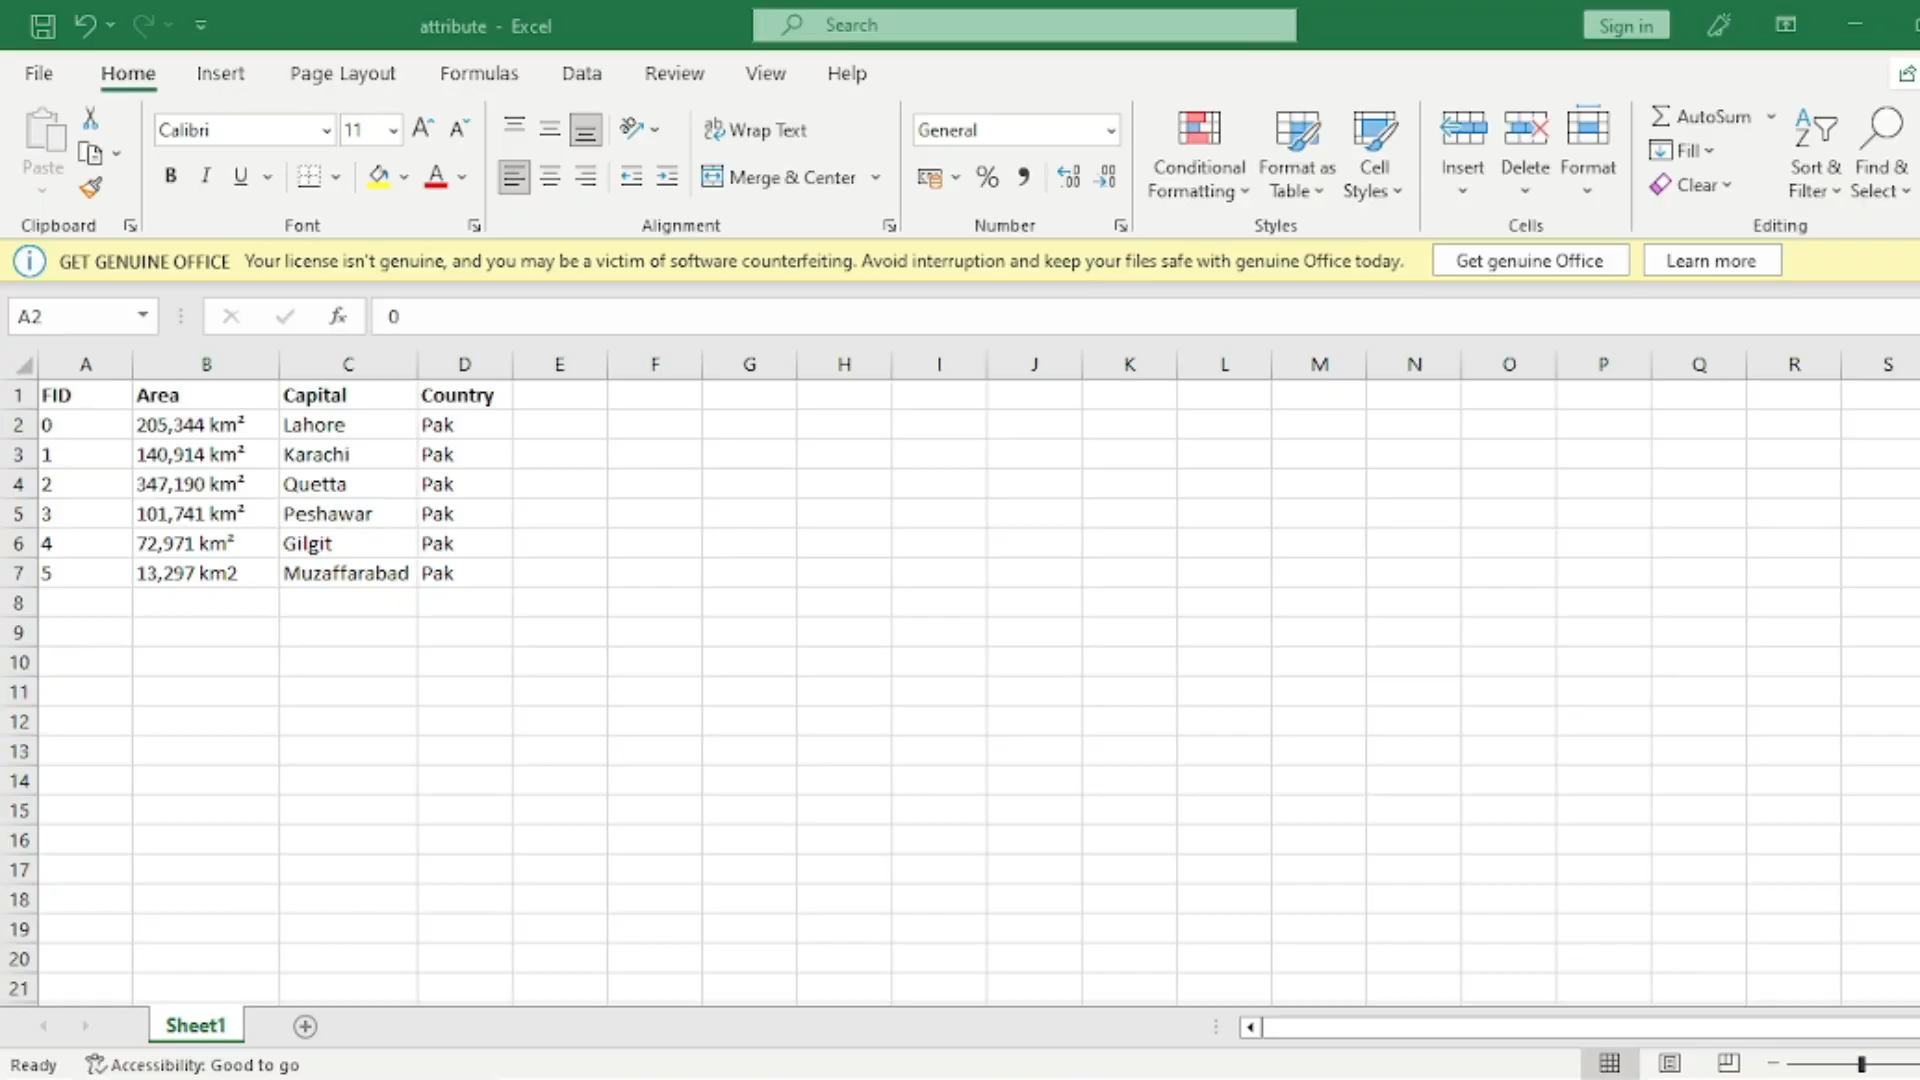 attribute - Excel
Search
Sign in
File Home Insert Page Layout Formulas Data Review View Help
Paste
Clipboard
Calibri 11
B I U A
Font
ab Wrap Text
Merge & Center
Alignment
General
% 9
Number
Conditional Formatting
Format as Table
Cell Styles
Styles
Insert Delete Format
Cells
AutoSum
Fill
Clear
Sort & Filter
Find & Select
Editing
GET GENUINE OFFICE Your license isn't genuine, and you may be a victim of software counterfeiting. Avoid interruption and keep your files safe with genuine Office today. Get genuine Office Learn more
A2 fx 0
A B C D E F G H I J K L M N O P Q R S
1 FID Area Capital Country
2 0 205,344 km² Lahore Pak
3 1 140,914 km² Karachi Pak
4 2 347,190 km² Quetta Pak
5 3 101,741 km² Peshawar Pak
6 4 72,971 km² Gilgit Pak
7 5 13,297 km2 Muzaffarabad Pak
8
9
10
11
12
13
14
15
16
17
18
19
20
21
Sheet1
Ready Accessibility: Good to go